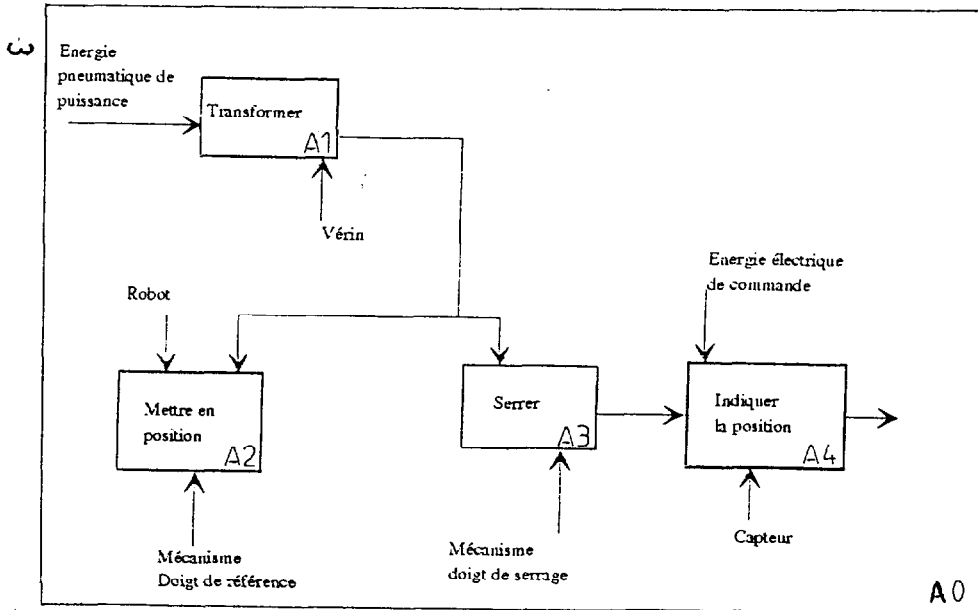 3
Energie
pneumatique de
puissance
Transformer
A1
Vérin
Energie électrique
de commande
Robot
Mettre en
position
A2
Serrer
A3
Indiquer
la position
A4
Mécanisme
Doigt de référence
Mécanisme
doigt de serrage
Capteur
A0